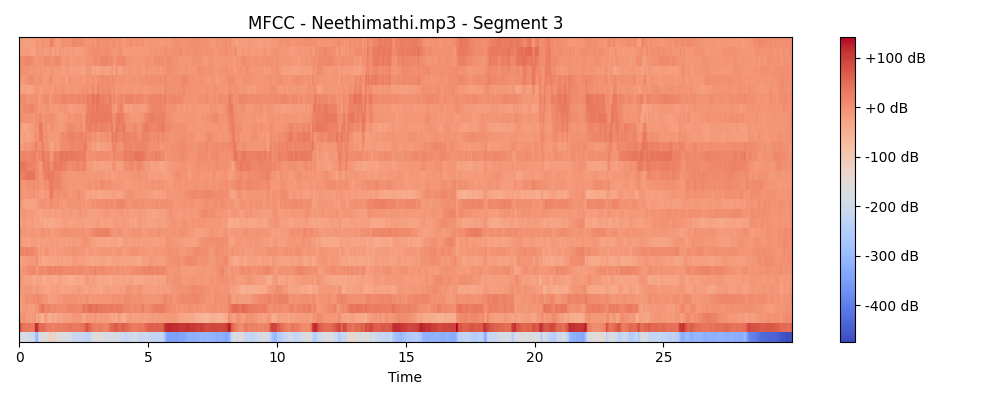 MFCC - Neethimathi.mp3 - Segment 3
+100 dB
+0 dB
-100 dB
-200 dB
-300 dB
-400 dB
0 5 10 15 20 25
Time